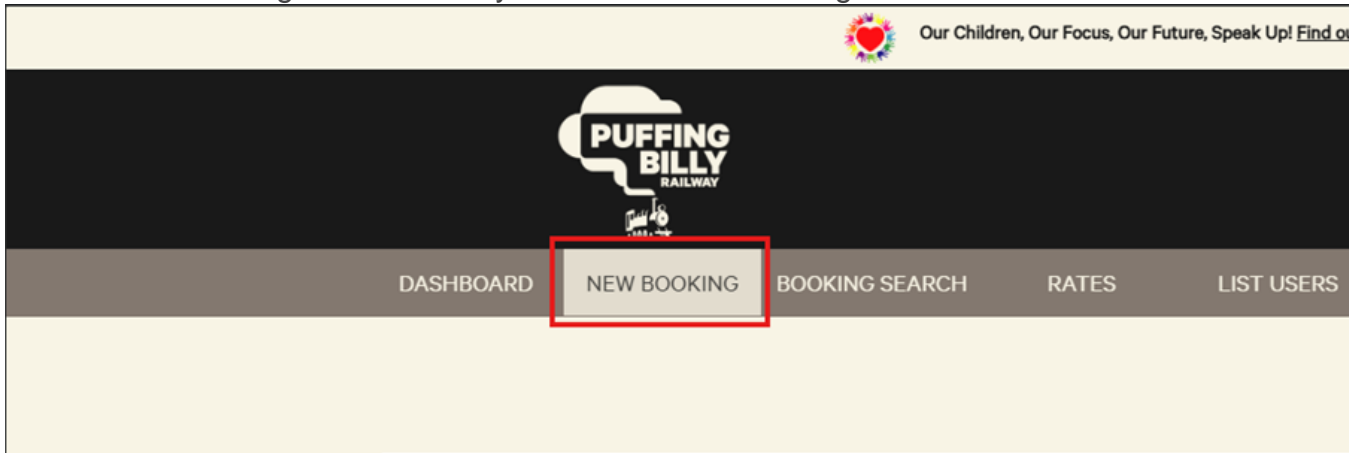 Our Children, Our Focus, Our Future, Speak Up! Find
PUFFING
BILLY
RAILWAY
DASHBOARD NEW BOOKING BOOKING SEARCH RATES LIST USERS